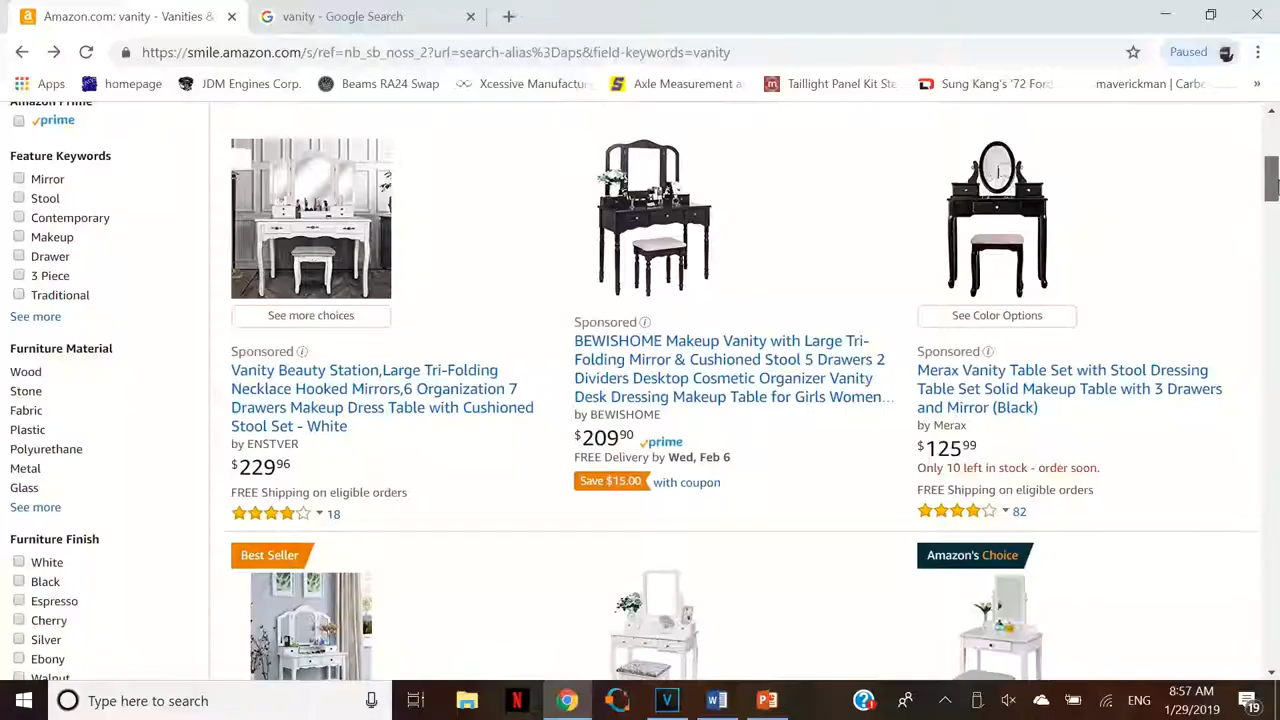 Amazon.com: vanity - Vanities &
vanity - Google Search
https://smile.amazon.com/s/ref=nb_sb_noss_2?url=search-alias%3Daps&field-keywords=vanity
Paused
Apps
homepage
JDM Engines Corp.
Beams RA24 Swap
Xcessive Manufactu
Axle Measurement a
Taillight Panel Kit Ste
Sung Kang's '72 Ford
maverickman | Carbo
»
Amazon Prime
prime
Feature Keywords
Mirror
Stool
Contemporary
Makeup
Drawer
3 Piece
Traditional
See more
Furniture Material
Wood
Stone
Fabric
Plastic
Polyurethane
Metal
Glass
See more
Furniture Finish
White
Black
Espresso
Cherry
Silver
Ebony
Walnut
See more choices
Sponsored
Vanity Beauty Station,Large Tri-Folding
Necklace Hooked Mirrors,6 Organization 7
Drawers Makeup Dress Table with Cushioned
Stool Set - White
by ENSTVER
$229 96
FREE Shipping on eligible orders
18
Sponsored
BEWISHOME Makeup Vanity with Large Tri-
Folding Mirror & Cushioned Stool 5 Drawers 2
Dividers Desktop Cosmetic Organizer Vanity
Desk Dressing Makeup Table for Girls Women…
by BEWISHOME
$209 90 prime
FREE Delivery by Wed, Feb 6
Save $15.00 with coupon
See Color Options
Sponsored
Merax Vanity Table Set with Stool Dressing
Table Set Solid Makeup Table with 3 Drawers
and Mirror (Black)
by Merax
$125 99
Only 10 left in stock - order soon.
FREE Shipping on eligible orders
82
Best Seller
Amazon's Choice
Type here to search
ENG
8:57 AM
1/29/2019
19